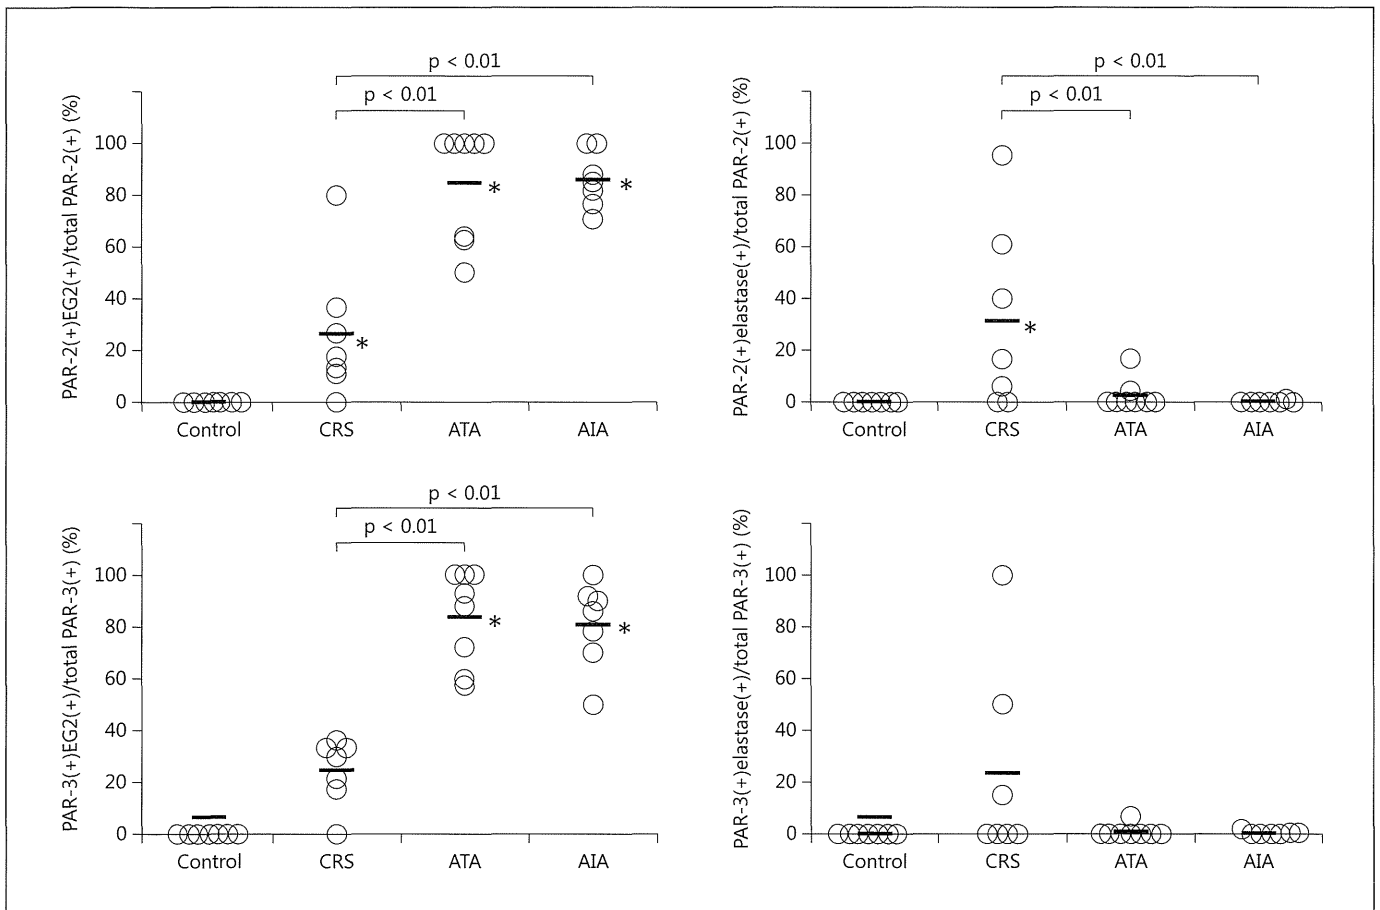 p < 0.01
p < 0.01
PAR-2(+)EG2(+)/total PAR-2(+) (%)
100
80
60
40
20
0
Control CRS ATA AIA
*
*
*
p < 0.01
p < 0.01
PAR-2(+)elastase(+)/total PAR-2(+) (%)
100
80
60
40
20
0
Control CRS ATA AIA
*
p < 0.01
p < 0.01
PAR-3(+)EG2(+)/total PAR-3(+) (%)
100
80
60
40
20
0
Control CRS ATA AIA
*
*
PAR-3(+)elastase(+)/total PAR-3(+) (%)
100
80
60
40
20
0
Control CRS ATA AIA